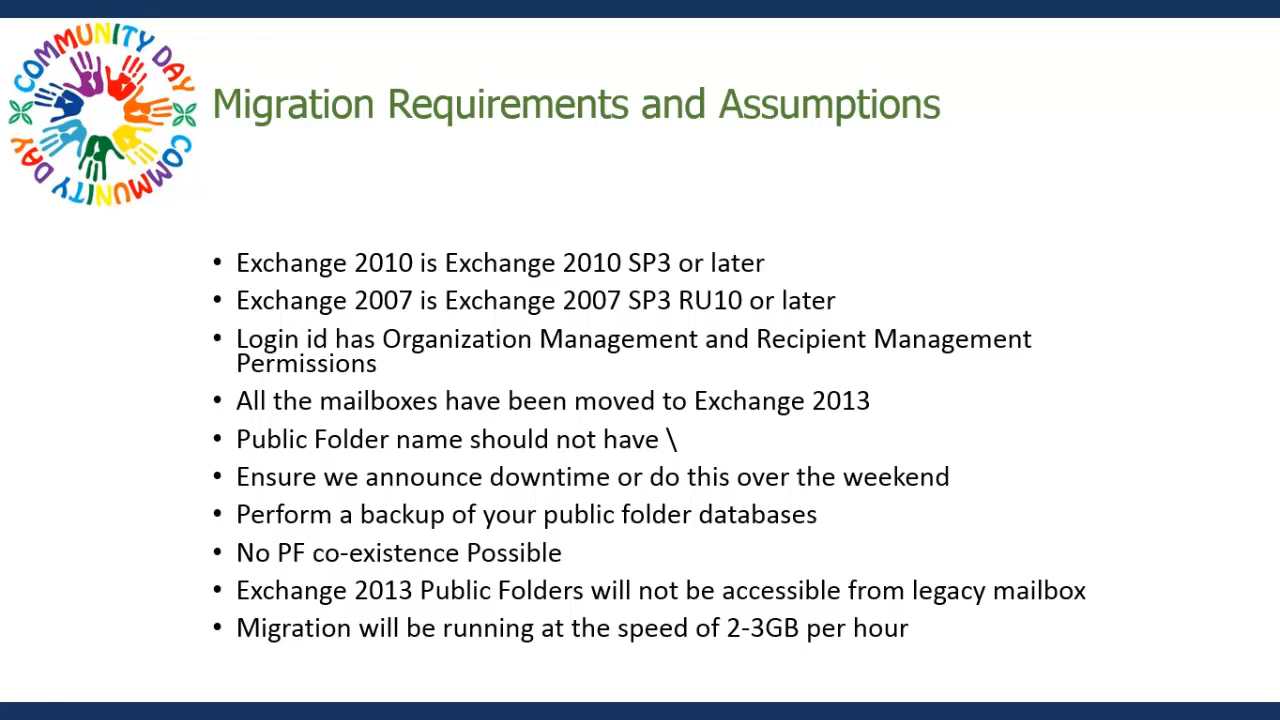 COMMUNITY DAY
COMMUNITY DAY
Migration Requirements and Assumptions
• Exchange 2010 is Exchange 2010 SP3 or later
• Exchange 2007 is Exchange 2007 SP3 RU10 or later
• Login id has Organization Management and Recipient Management
Permissions
• All the mailboxes have been moved to Exchange 2013
• Public Folder name should not have \
• Ensure we announce downtime or do this over the weekend
• Perform a backup of your public folder databases
• No PF co-existence Possible
• Exchange 2013 Public Folders will not be accessible from legacy mailbox
• Migration will be running at the speed of 2-3GB per hour